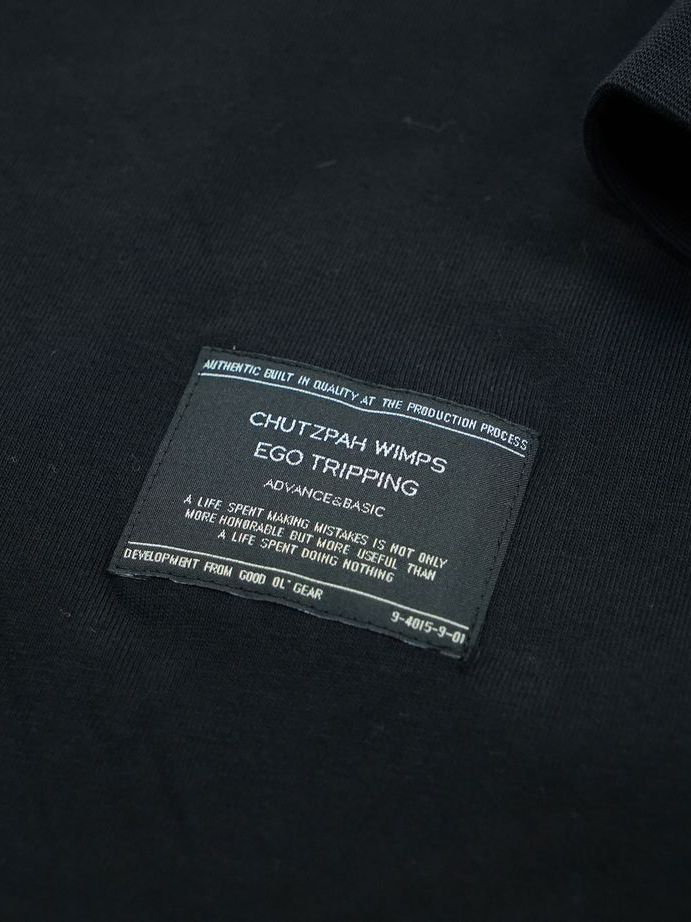 AUTHENTIC BUILT IN QUALITY AT THE PRODUCTION PROCESS
CHUTZPAH WIMPS
EGO TRIPPING
ADVANCE&BASIC
A LIFE SPENT MAKING MISTAKES IS NOT ONLY
MORE HONORABLE BUT MORE USEFUL THAN
A LIFE SPENT DOING NOTHING
DEVELOPMENT FROM GOOD OL' GEAR
9-4015-9-01